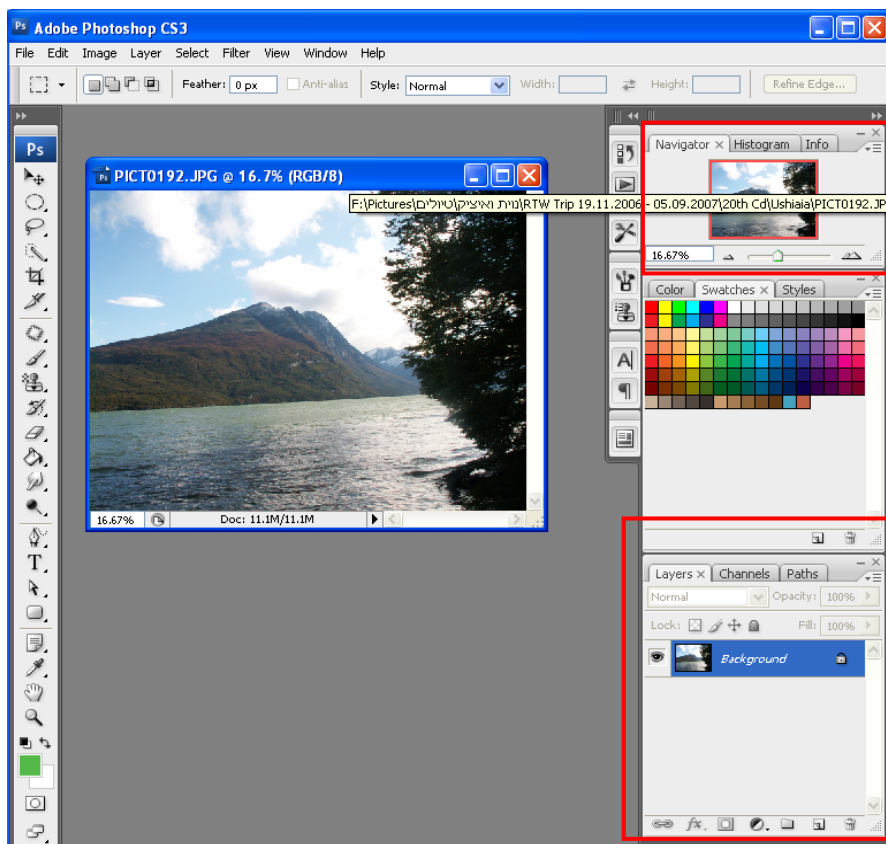 Ps Adobe Photoshop CS3
File Edit Image Layer Select Filter View Window Help
Feather: 0 px Anti-alias Style: Normal Width: Height: Refine Edge...
Ps
PICT0192.JPG @ 16.7% (RGB/8)
F:\Pictures\נוית ואיציק\טיולים\RTW Trip 19.11.2006 - 05.09.2007\20th Cd\Ushiaia\PICT0192.JP
16.67% Doc: 11.1M/11.1M
Navigator × Histogram Info
16.67%
Color Swatches × Styles
Layers × Channels Paths
Normal Opacity: 100%
Lock: Fill: 100%
Background